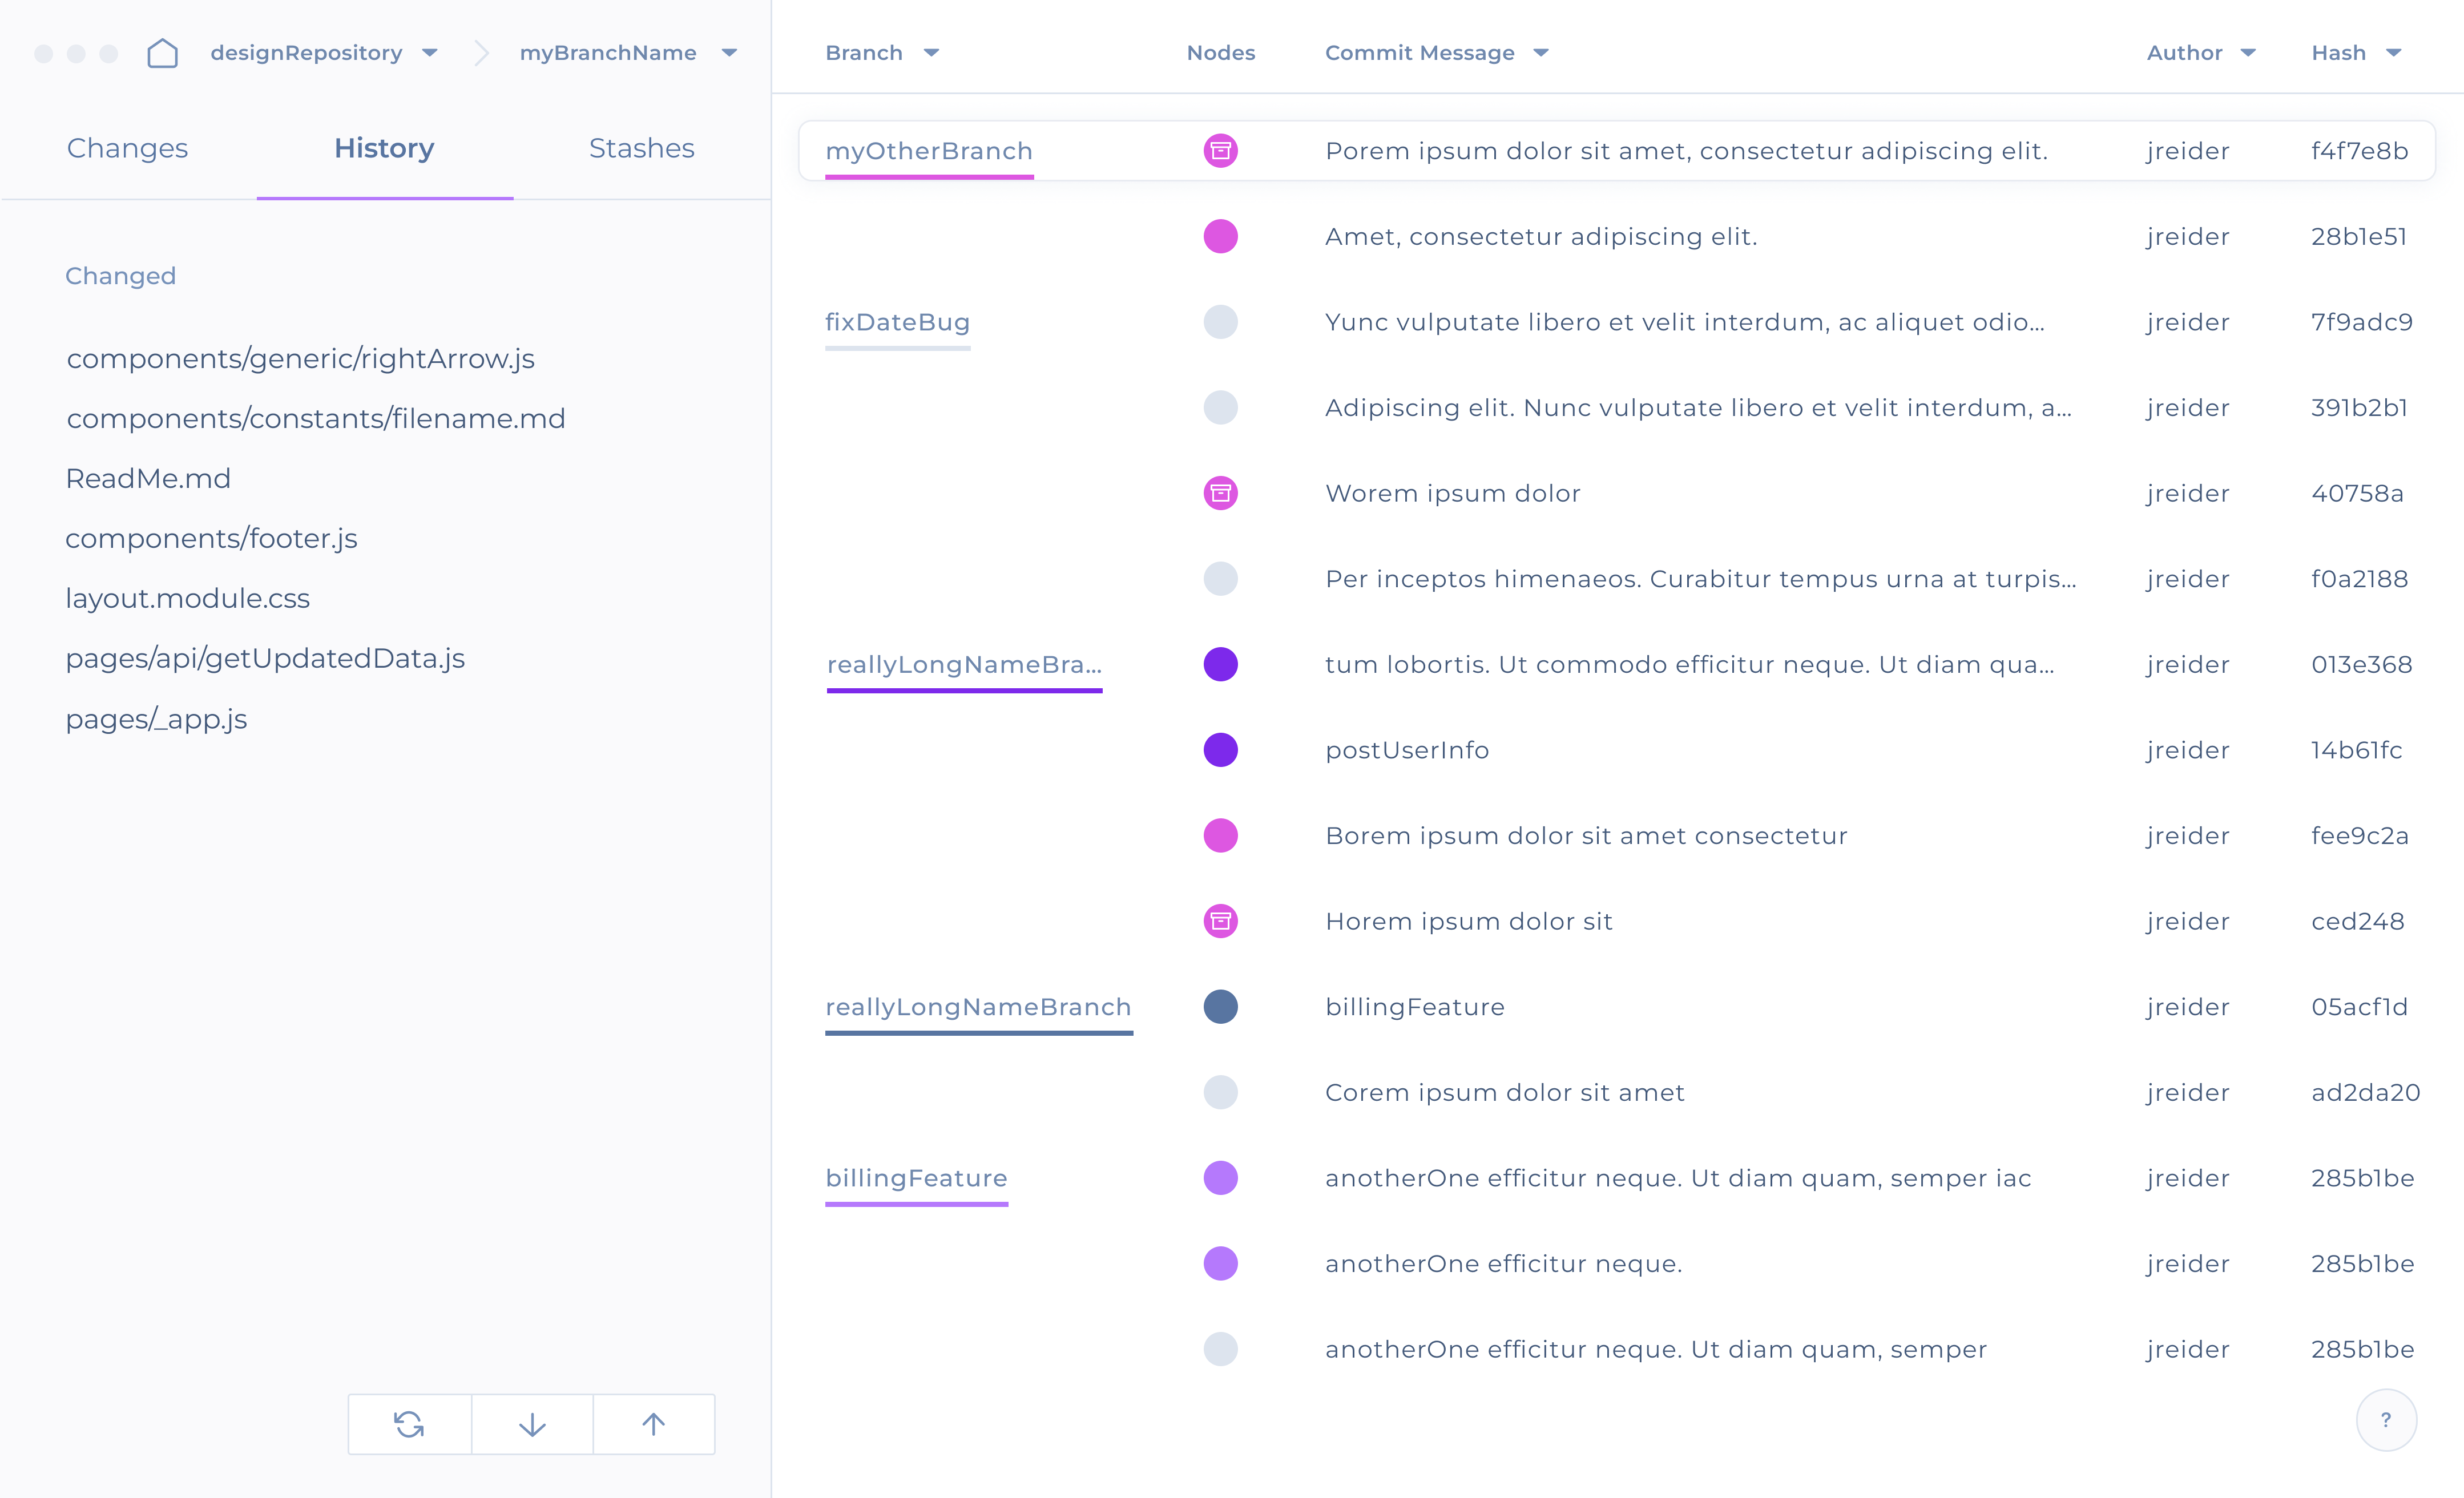 designRepository myBranchName
Changes History Stashes
Changed
components/generic/rightArrow.js
components/constants/filename.md
ReadMe.md
components/footer.js
layout.module.css
pages/api/getUpdatedData.js
pages/_app.js
Branch Nodes Commit Message Author Hash
myOtherBranch Porem ipsum dolor sit amet, consectetur adipiscing elit. jreider f4f7e8b
Amet, consectetur adipiscing elit. jreider 28b1e51
fixDateBug Yunc vulputate libero et velit interdum, ac aliquet odio... jreider 7f9adc9
Adipiscing elit. Nunc vulputate libero et velit interdum, a... jreider 391b2b1
Worem ipsum dolor jreider 40758a
Per inceptos himenaeos. Curabitur tempus urna at turpis... jreider f0a2188
reallyLongNameBra... tum lobortis. Ut commodo efficitur neque. Ut diam qua... jreider 013e368
postUserInfo jreider 14b61fc
Borem ipsum dolor sit amet consectetur jreider fee9c2a
Horem ipsum dolor sit jreider ced248
reallyLongNameBranch billingFeature jreider 05acf1d
Corem ipsum dolor sit amet jreider ad2da20
billingFeature anotherOne efficitur neque. Ut diam quam, semper iac jreider 285b1be
anotherOne efficitur neque. jreider 285b1be
anotherOne efficitur neque. Ut diam quam, semper jreider 285b1be
?